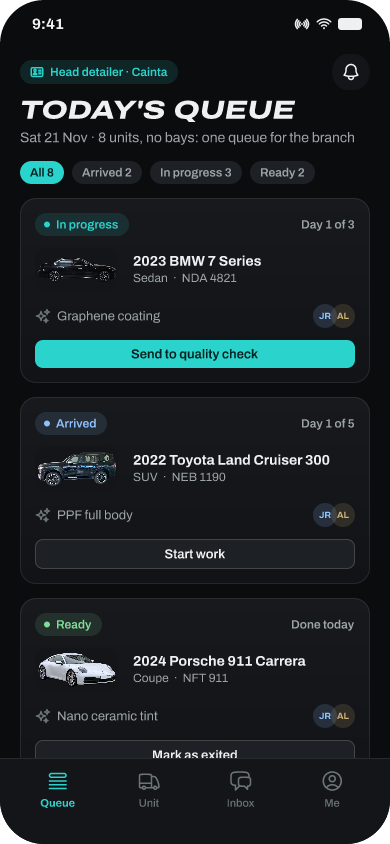 9:41
Head detailer · Cainta
TODAY'S QUEUE
Sat 21 Nov · 8 units, no bays: one queue for the branch
All 8
Arrived 2
In progress 3
Ready 2
In progress
Day 1 of 3
2023 BMW 7 Series
Sedan · NDA 4821
Graphene coating
JR
AL
Send to quality check
Arrived
Day 1 of 5
2022 Toyota Land Cruiser 300
SUV · NEB 1190
PPF full body
JR
AL
Start work
Ready
Done today
2024 Porsche 911 Carrera
Coupe · NFT 911
Nano ceramic tint
JR
AL
Mark as exited
Queue
Unit
Inbox
Me